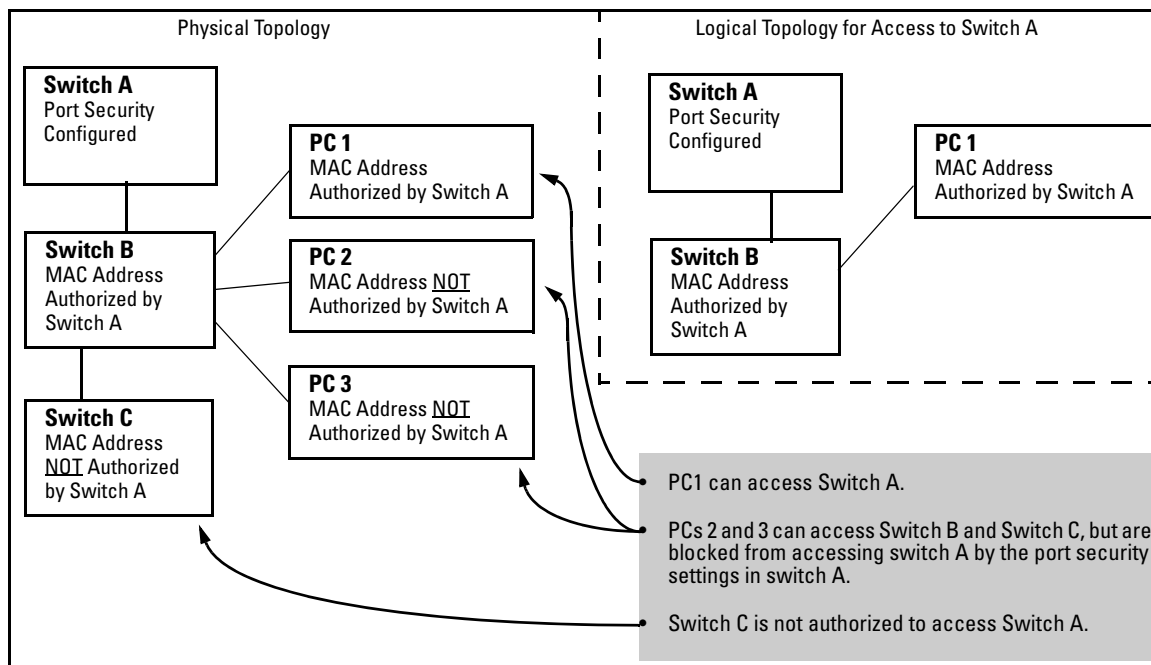 Physical Topology
Logical Topology for Access to Switch A
Switch A
Port Security
Configured
PC 1
MAC Address
Authorized by Switch A
Switch B
MAC Address
Authorized by
Switch A
PC 2
MAC Address NOT
Authorized by Switch A
PC 3
MAC Address NOT
Authorized by Switch A
Switch C
MAC Address
NOT Authorized
by Switch A
Switch A
Port Security
Configured
PC 1
MAC Address
Authorized by Switch A
Switch B
MAC Address
Authorized by
Switch A
• PC1 can access Switch A.
• PCs 2 and 3 can access Switch B and Switch C, but are
blocked from accessing switch A by the port security
settings in switch A.
• Switch C is not authorized to access Switch A.